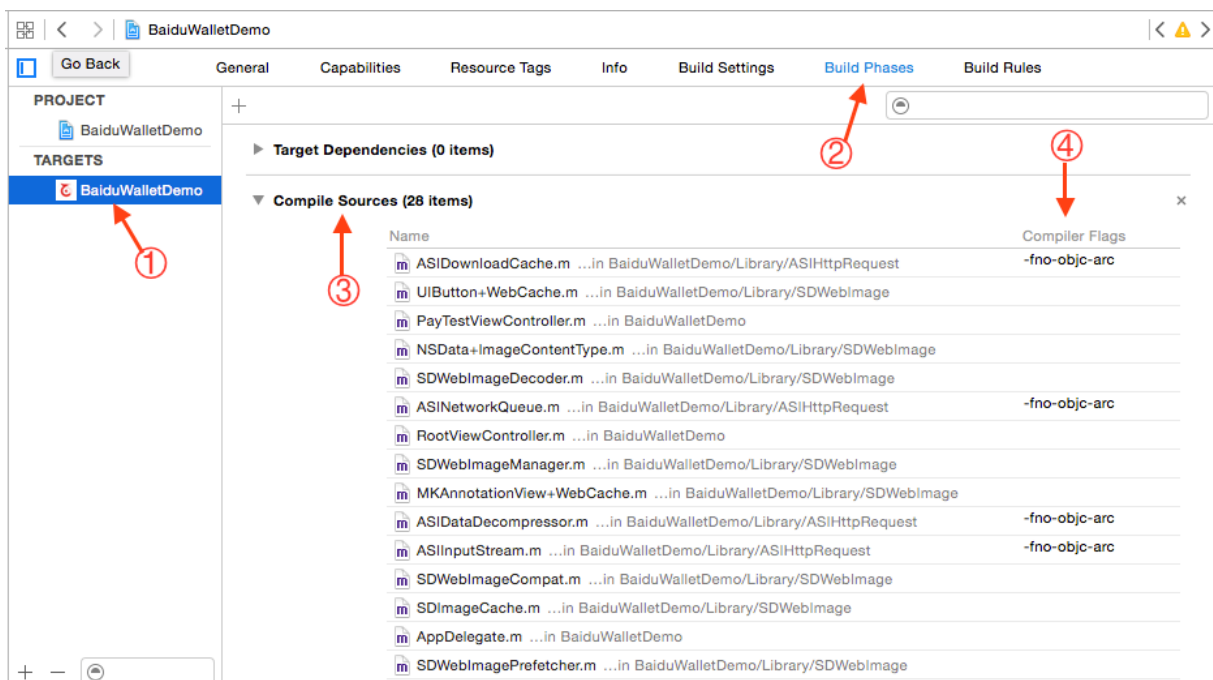 BaiduWalletDemo
Go Back
General Capabilities Resource Tags Info Build Settings Build Phases Build Rules
PROJECT
BaiduWalletDemo
TARGETS
BaiduWalletDemo
①
②
Target Dependencies (0 items)
④
Compile Sources (28 items)
③
Name Compiler Flags
ASIDownloadCache.m ...in BaiduWalletDemo/Library/ASIHttpRequest -fno-objc-arc
UIButton+WebCache.m ...in BaiduWalletDemo/Library/SDWebImage
PayTestViewController.m ...in BaiduWalletDemo
NSData+ImageContentType.m ...in BaiduWalletDemo/Library/SDWebImage
SDWebImageDecoder.m ...in BaiduWalletDemo/Library/SDWebImage
ASINetworkQueue.m ...in BaiduWalletDemo/Library/ASIHttpRequest -fno-objc-arc
RootViewController.m ...in BaiduWalletDemo
SDWebImageManager.m ...in BaiduWalletDemo/Library/SDWebImage
MKAnnotationView+WebCache.m ...in BaiduWalletDemo/Library/SDWebImage
ASIDataDecompressor.m ...in BaiduWalletDemo/Library/ASIHttpRequest -fno-objc-arc
ASIInputStream.m ...in BaiduWalletDemo/Library/ASIHttpRequest -fno-objc-arc
SDWebImageCompat.m ...in BaiduWalletDemo/Library/SDWebImage
SDImageCache.m ...in BaiduWalletDemo/Library/SDWebImage
AppDelegate.m ...in BaiduWalletDemo
SDWebImagePrefetcher.m ...in BaiduWalletDemo/Library/SDWebImage